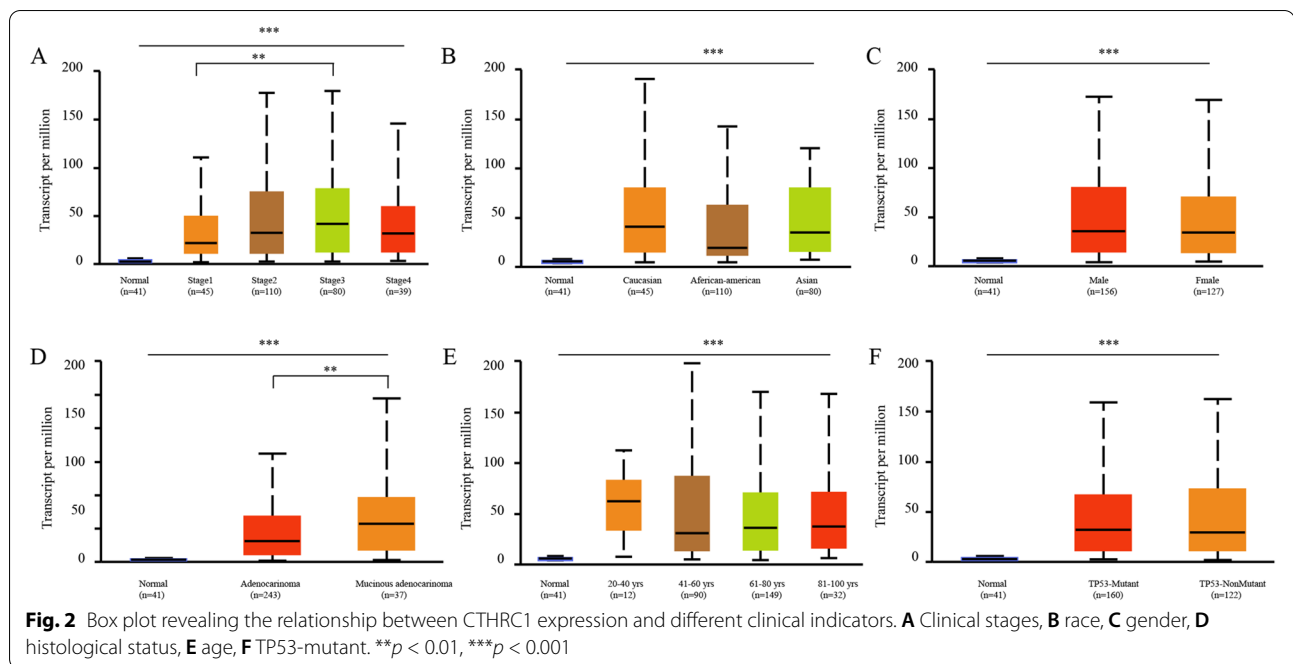 A
***
**
Transcript per million
200
150
100
50
0
Normal Stage1 Stage2 Stage3 Stage4
(n=41) (n=45) (n=110) (n=80) (n=39)
B
***
Transcript per million
200
150
100
50
0
Normal Caucasian Aferican-american Asian
(n=41) (n=45) (n=110) (n=80)
C
***
Transcript per million
200
150
100
50
0
Normal Male Fmale
(n=41) (n=156) (n=127)
D
***
**
Transcript per million
200
150
100
50
0
Normal Adenocarinoma Mucinous adenocarinoma
(n=41) (n=243) (n=37)
E
***
Transcript per million
200
150
100
50
0
Normal 20-40 yrs 41-60 yrs 61-80 yrs 81-100 yrs
(n=41) (n=12) (n=90) (n=149) (n=32)
F
***
Transcript per million
200
150
100
50
0
Normal TP53-Mutant TP53-NonMutant
(n=41) (n=160) (n=122)
Fig. 2 Box plot revealing the relationship between CTHRC1 expression and different clinical indicators. A Clinical stages, B race, C gender, D
histological status, E age, F TP53-mutant. **p < 0.01, ***p < 0.001